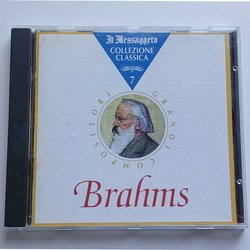 Il Messaggero
COLLEZIONE
CLASSICA
7
GRANDI COMPOSITORI
Brahms